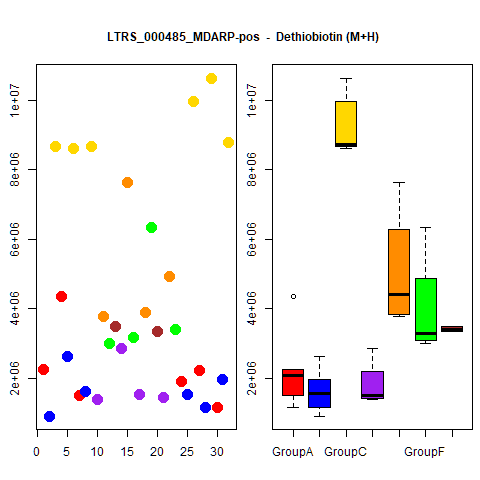 LTRS_000485_MDARP-pos - Dethiobiotin (M+H)
1e+07
8e+06
6e+06
4e+06
2e+06
0 5 10 15 20 25 30
1e+07
8e+06
6e+06
4e+06
2e+06
GroupA GroupC GroupF